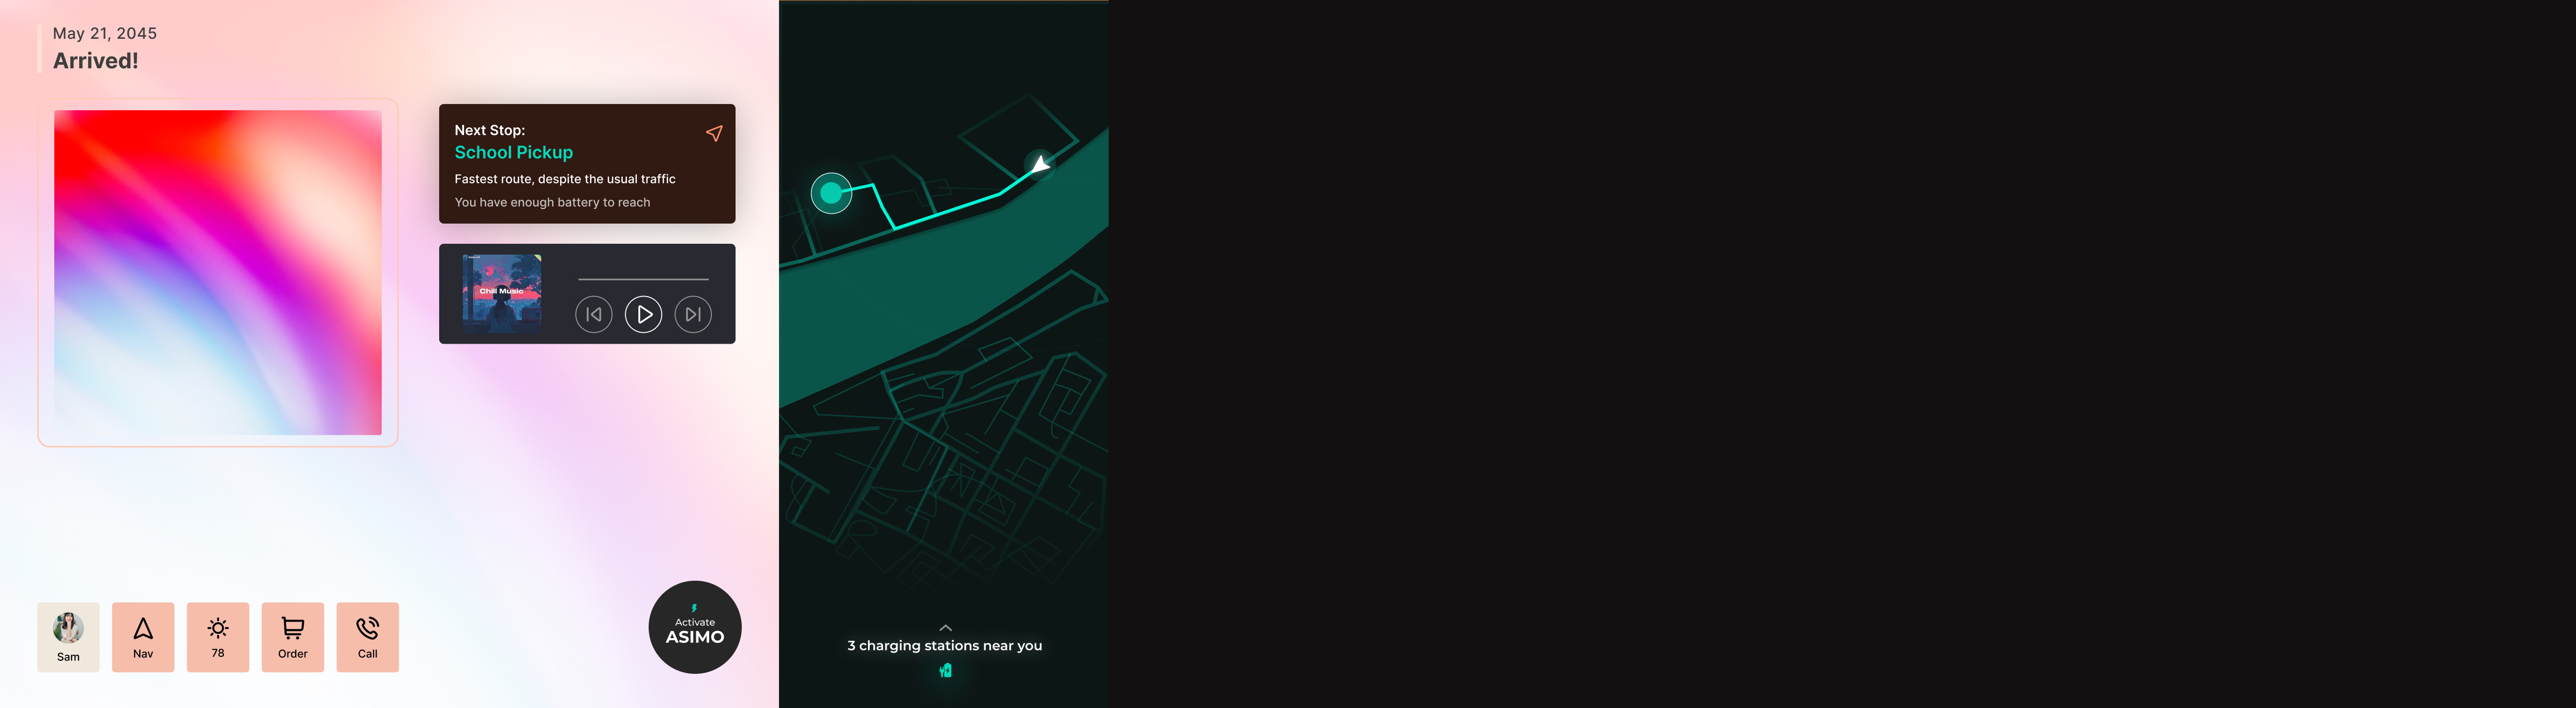 May 21, 2045
Arrived!
Next Stop:
School Pickup
Fastest route, despite the usual traffic
You have enough battery to reach
Chill Music
Sam
Nav
78
Order
Call
Activate
ASIMO
3 charging stations near you